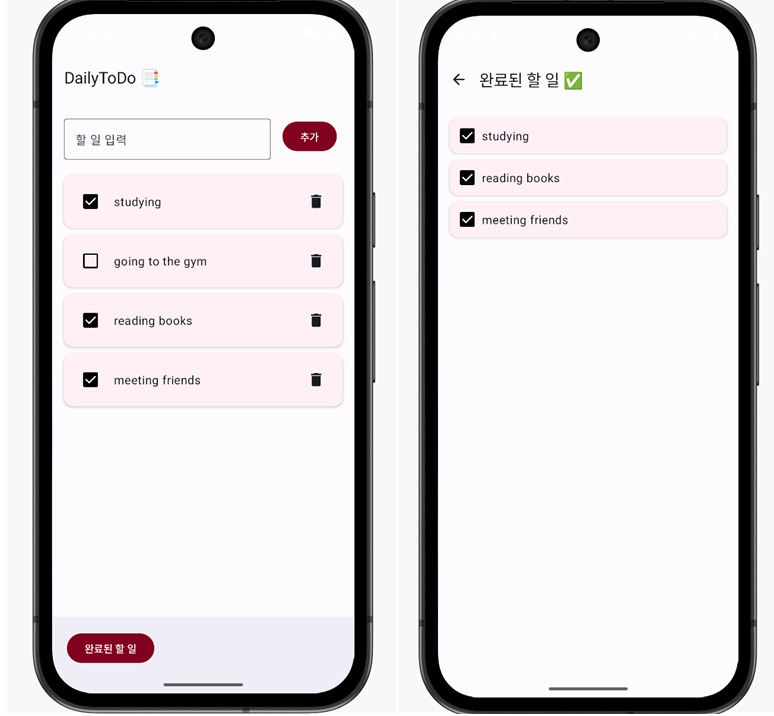 DailyToDo 📑
할 일 입력
추가
studying
going to the gym
reading books
meeting friends
완료된 할 일
완료된 할 일 ✅
studying
reading books
meeting friends